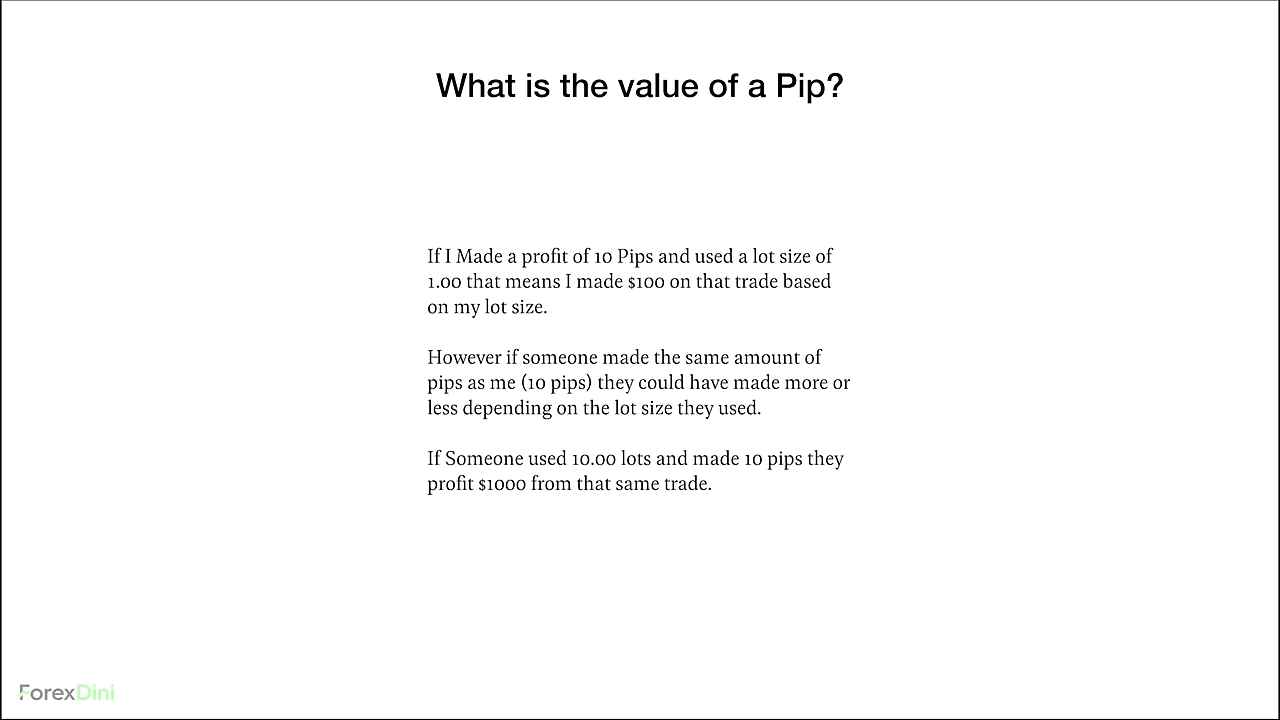 What is the value of a Pip?
If I Made a profit of 10 Pips and used a lot size of
1.00 that means I made $100 on that trade based
on my lot size.
However if someone made the same amount of
pips as me (10 pips) they could have made more or
less depending on the lot size they used.
If Someone used 10.00 lots and made 10 pips they
profit $1000 from that same trade.
ForexDini